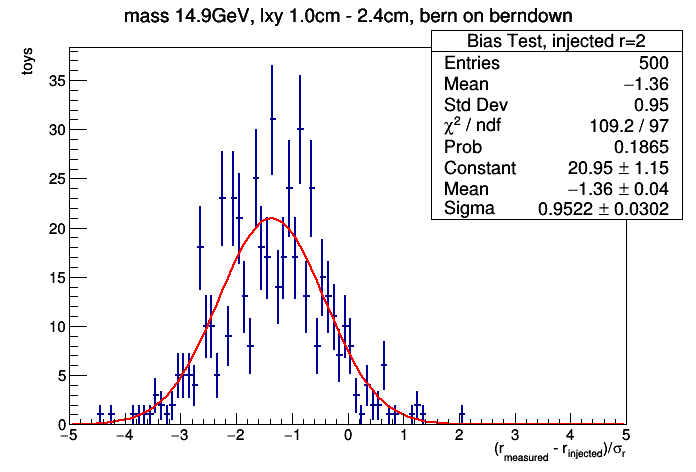 mass 14.9GeV, lxy 1.0cm - 2.4cm, bern on berndown
Bias Test, injected r=2
Entries 500
Mean −1.36
Std Dev 0.95
χ² / ndf 109.2 / 97
Prob 0.1865
Constant 20.95 ± 1.15
Mean −1.36 ± 0.04
Sigma 0.9522 ± 0.0302
toys
35
30
25
20
15
10
5
0
−5 −4 −3 −2 −1 0 1 2 3 4 5
(r_measured - r_injected)/σ_r